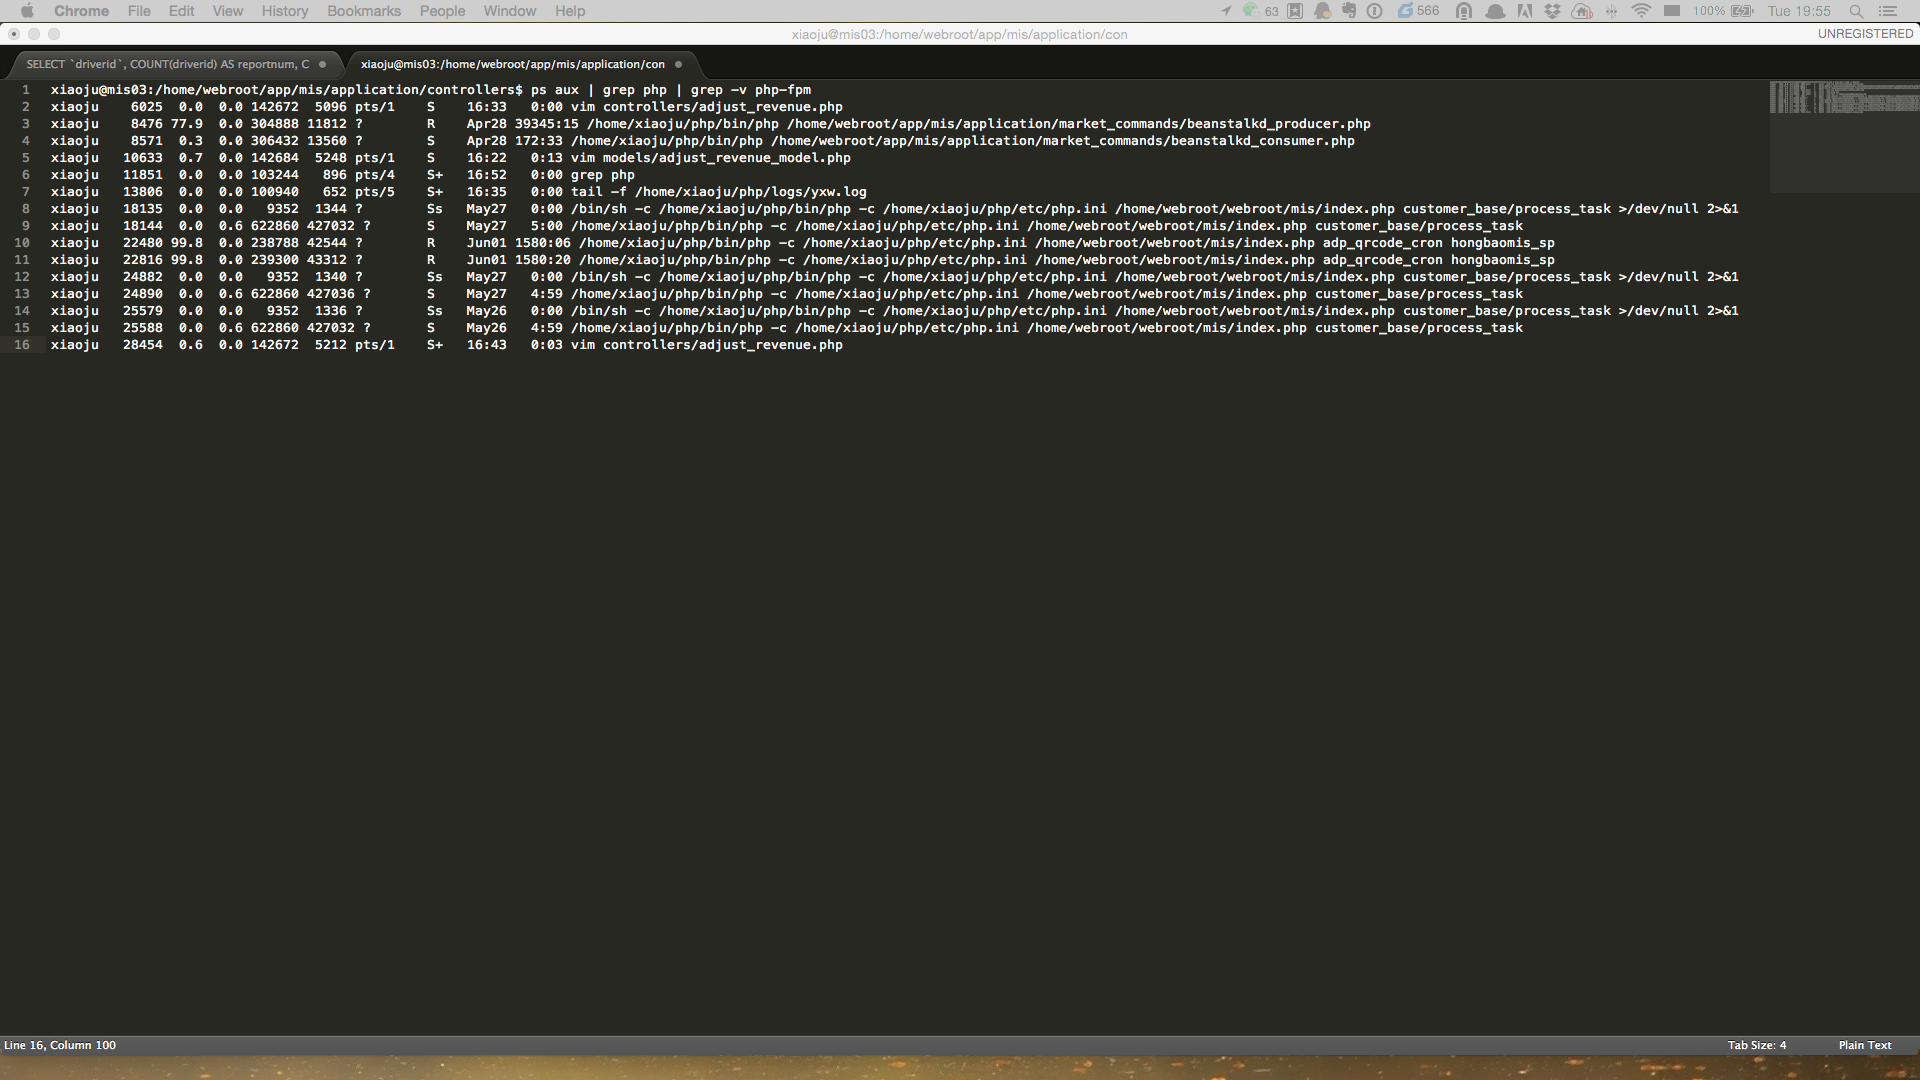 Chrome File Edit View History Bookmarks People Window Help 63 566 100% Tue 19:55
xiaoju@mis03:/home/webroot/app/mis/application/con UNREGISTERED
SELECT `driverid`, COUNT(driverid) AS reportnum, C xiaoju@mis03:/home/webroot/app/mis/application/con
1 xiaoju@mis03:/home/webroot/app/mis/application/controllers$ ps aux | grep php | grep -v php-fpm
2 xiaoju 6025 0.0 0.0 142672 5096 pts/1 S 16:33 0:00 vim controllers/adjust_revenue.php
3 xiaoju 8476 77.9 0.0 304888 11812 ? R Apr28 39345:15 /home/xiaoju/php/bin/php /home/webroot/app/mis/application/market_commands/beanstalkd_producer.php
4 xiaoju 8571 0.3 0.0 306432 13560 ? S Apr28 172:33 /home/xiaoju/php/bin/php /home/webroot/app/mis/application/market_commands/beanstalkd_consumer.php
5 xiaoju 10633 0.7 0.0 142684 5248 pts/1 S 16:22 0:13 vim models/adjust_revenue_model.php
6 xiaoju 11851 0.0 0.0 103244 896 pts/4 S+ 16:52 0:00 grep php
7 xiaoju 13806 0.0 0.0 100940 652 pts/5 S+ 16:35 0:00 tail -f /home/xiaoju/php/logs/yxw.log
8 xiaoju 18135 0.0 0.0 9352 1344 ? Ss May27 0:00 /bin/sh -c /home/xiaoju/php/bin/php -c /home/xiaoju/php/etc/php.ini /home/webroot/webroot/mis/index.php customer_base/process_task >/dev/null 2>&1
9 xiaoju 18144 0.0 0.6 622860 427032 ? S May27 5:00 /home/xiaoju/php/bin/php -c /home/xiaoju/php/etc/php.ini /home/webroot/webroot/mis/index.php customer_base/process_task
10 xiaoju 22480 99.8 0.0 238788 42544 ? R Jun01 1580:06 /home/xiaoju/php/bin/php -c /home/xiaoju/php/etc/php.ini /home/webroot/webroot/mis/index.php adp_qrcode_cron hongbaomis_sp
11 xiaoju 22816 99.8 0.0 239300 43312 ? R Jun01 1580:20 /home/xiaoju/php/bin/php -c /home/xiaoju/php/etc/php.ini /home/webroot/webroot/mis/index.php adp_qrcode_cron hongbaomis_sp
12 xiaoju 24882 0.0 0.0 9352 1340 ? Ss May27 0:00 /bin/sh -c /home/xiaoju/php/bin/php -c /home/xiaoju/php/etc/php.ini /home/webroot/webroot/mis/index.php customer_base/process_task >/dev/null 2>&1
13 xiaoju 24890 0.0 0.6 622860 427036 ? S May27 4:59 /home/xiaoju/php/bin/php -c /home/xiaoju/php/etc/php.ini /home/webroot/webroot/mis/index.php customer_base/process_task
14 xiaoju 25579 0.0 0.0 9352 1336 ? Ss May26 0:00 /bin/sh -c /home/xiaoju/php/bin/php -c /home/xiaoju/php/etc/php.ini /home/webroot/webroot/mis/index.php customer_base/process_task >/dev/null 2>&1
15 xiaoju 25588 0.0 0.6 622860 427032 ? S May26 4:59 /home/xiaoju/php/bin/php -c /home/xiaoju/php/etc/php.ini /home/webroot/webroot/mis/index.php customer_base/process_task
16 xiaoju 28454 0.6 0.0 142672 5212 pts/1 S+ 16:43 0:03 vim controllers/adjust_revenue.php
Line 16, Column 100 Tab Size: 4 Plain Text